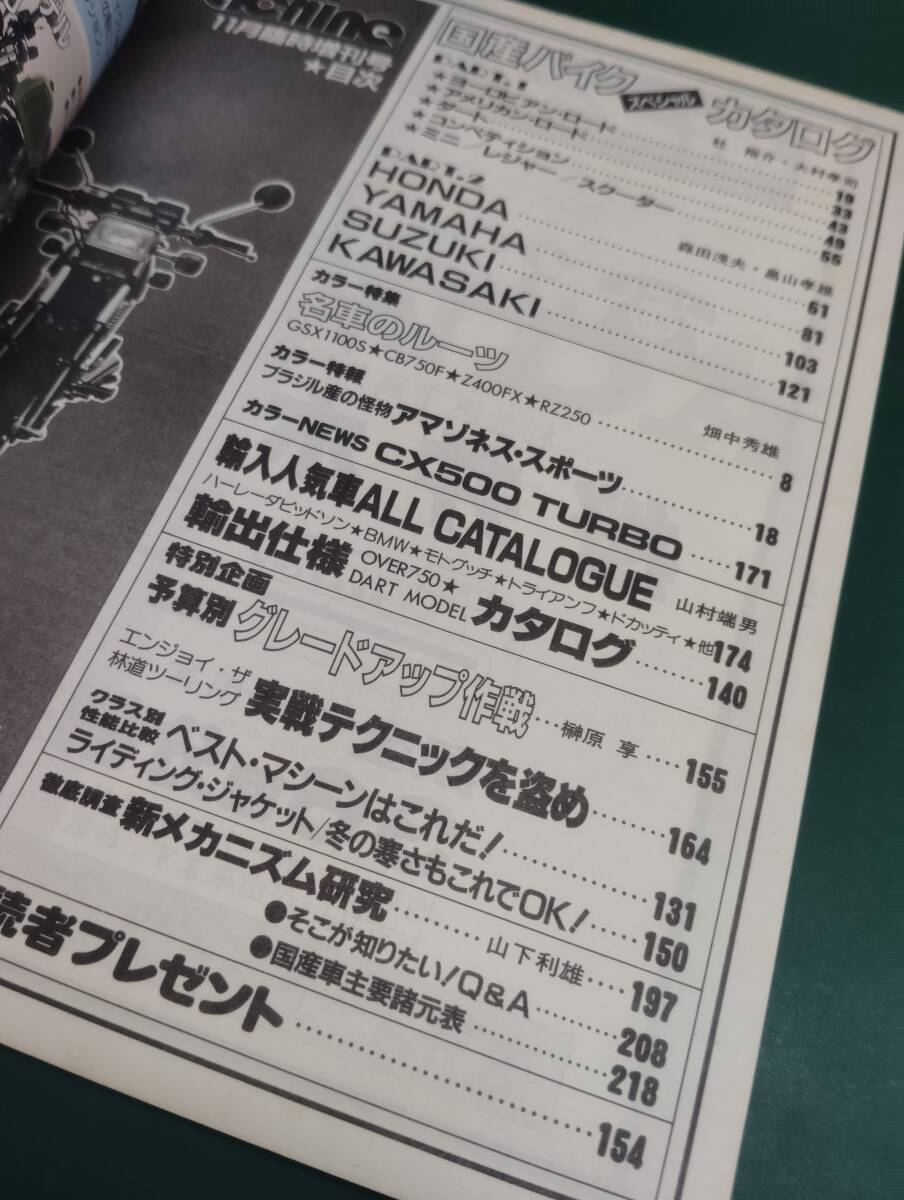 11月臨時増刊号
★目次
国産バイク スペシャル カタログ
PART.1
★ヨーロピアン・ロード……19
★アメリカン・ロード……33
★ダート……43
★コンペティション……49
★ミニ／レジャー／スクーター……55
PART.2
HONDA……61
YAMAHA……81
SUZUKI……103
KAWASAKI……121
カラー特集
名車のルーツ
GSX1100S★CB750F★Z400FX★RZ250……畑中秀雄 8
カラー特報
ブラジル産の怪物 アマゾネス・スポーツ……18
カラーNEWS CX500 TURBO……171
輸入人気車ALL CATALOGUE 山村端男
ハーレーダビッドソン★BMW★モトグッチ★トライアンフ★ドカッティ★他 174
輸出仕様 OVER750★DART MODEL カタログ……140
特別企画
予算別 グレードアップ作戦…榊原 享……155
エンジョイ・ザ
林道ツーリング 実戦テクニックを盗め……164
クラス別
性能比較 ベスト・マシーンはこれだ！……131
ライディング・ジャケット／冬の寒さもこれでOK！……150
徹底調査 新メカニズム研究……山下利雄……197
●そこが知りたい！Q&A……208
●国産車主要諸元表……218
読者プレゼント……154